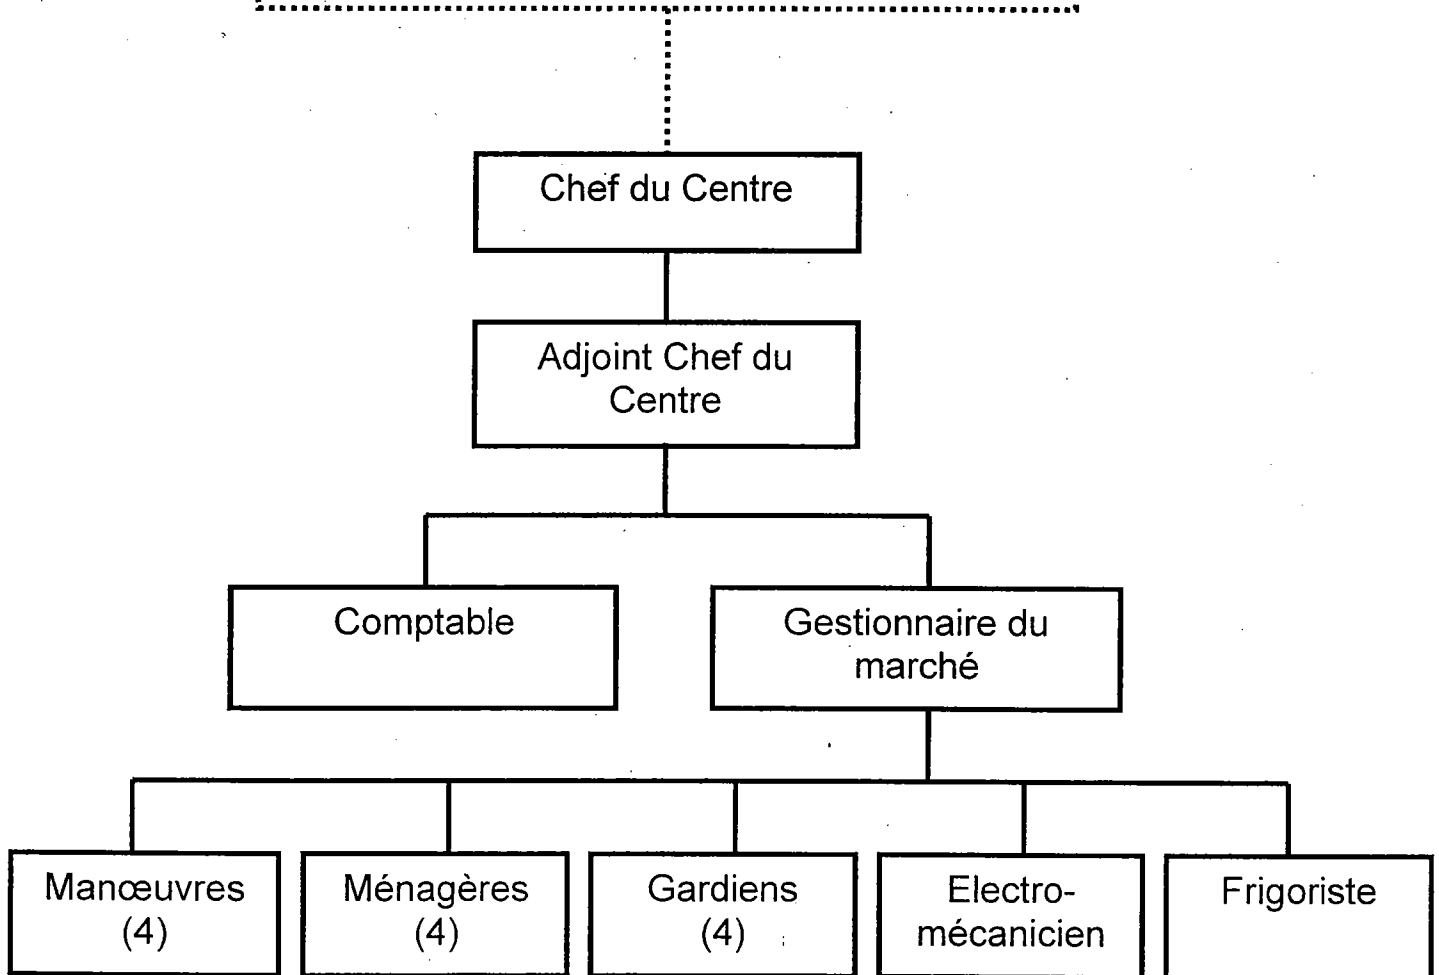 Chef du Centre
Adjoint Chef du
Centre
Comptable
Gestionnaire du
marché
Manœuvres
(4)
Ménagères
(4)
Gardiens
(4)
Electro-
mécanicien
Frigoriste